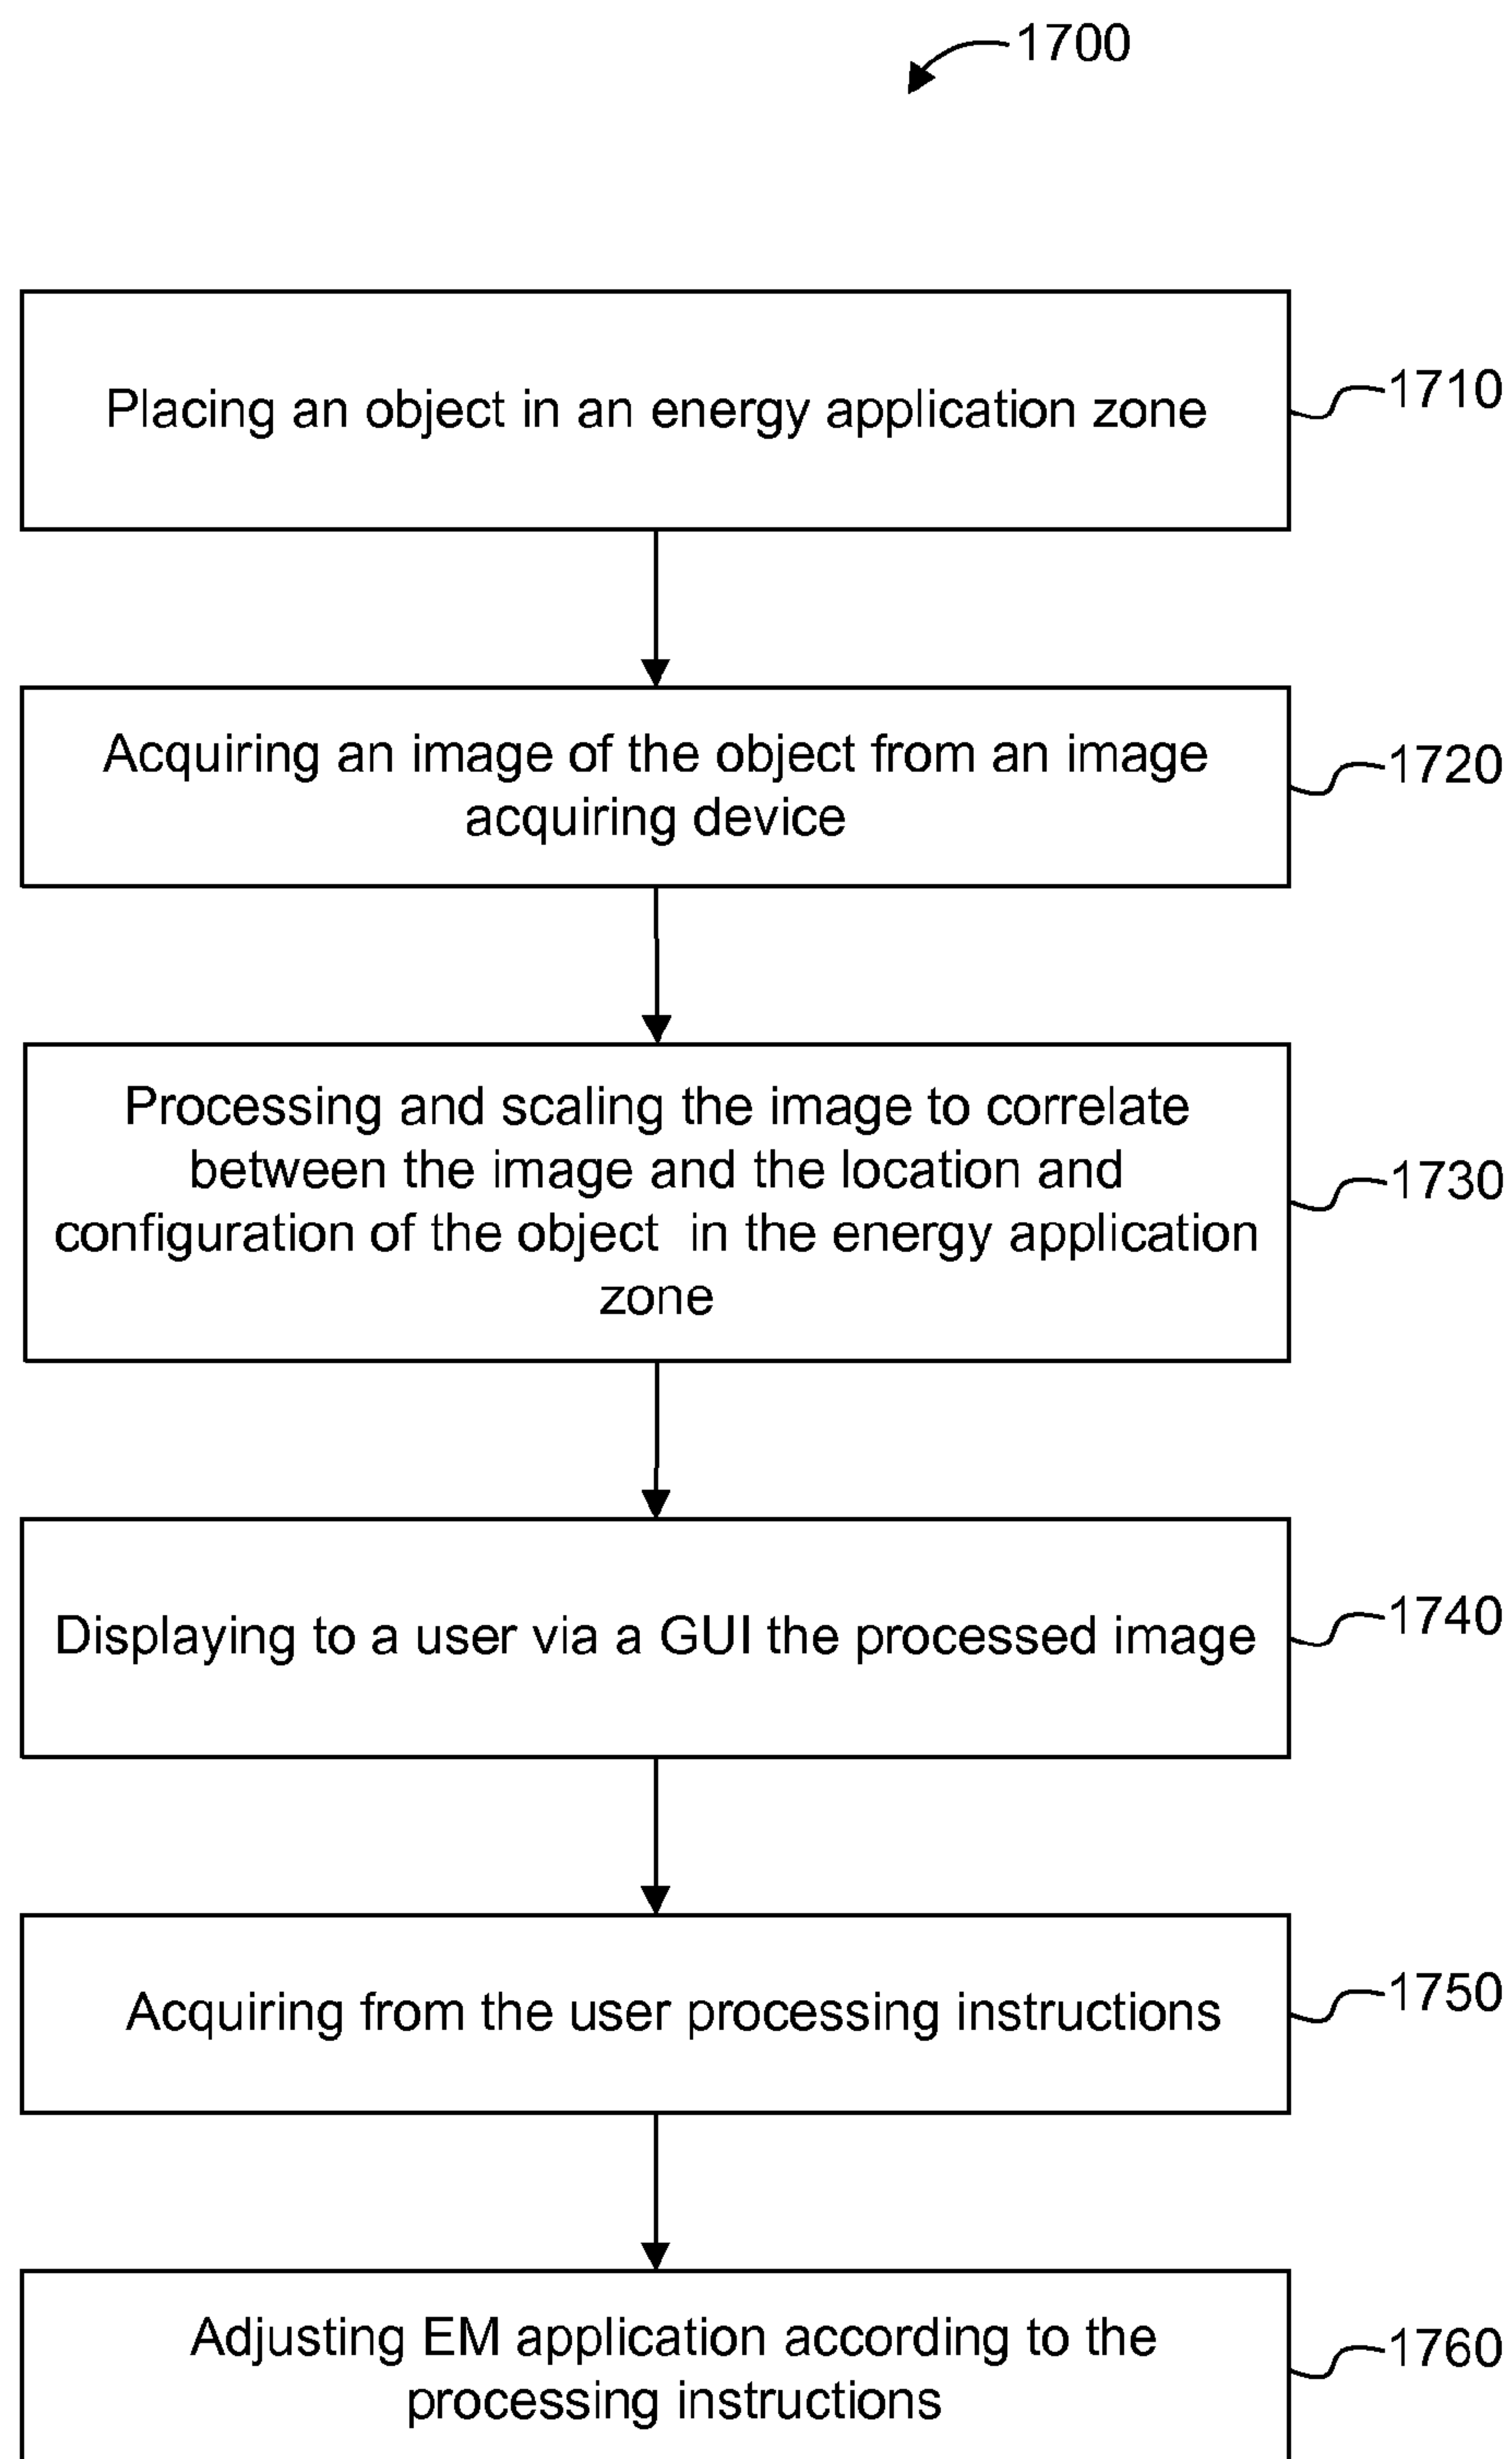 1700
Placing an object in an energy application zone
1710
Acquiring an image of the object from an image
acquiring device
1720
Processing and scaling the image to correlate
between the image and the location and
configuration of the object in the energy application
zone
1730
Displaying to a user via a GUI the processed image
1740
Acquiring from the user processing instructions
1750
Adjusting EM application according to the
processing instructions
1760